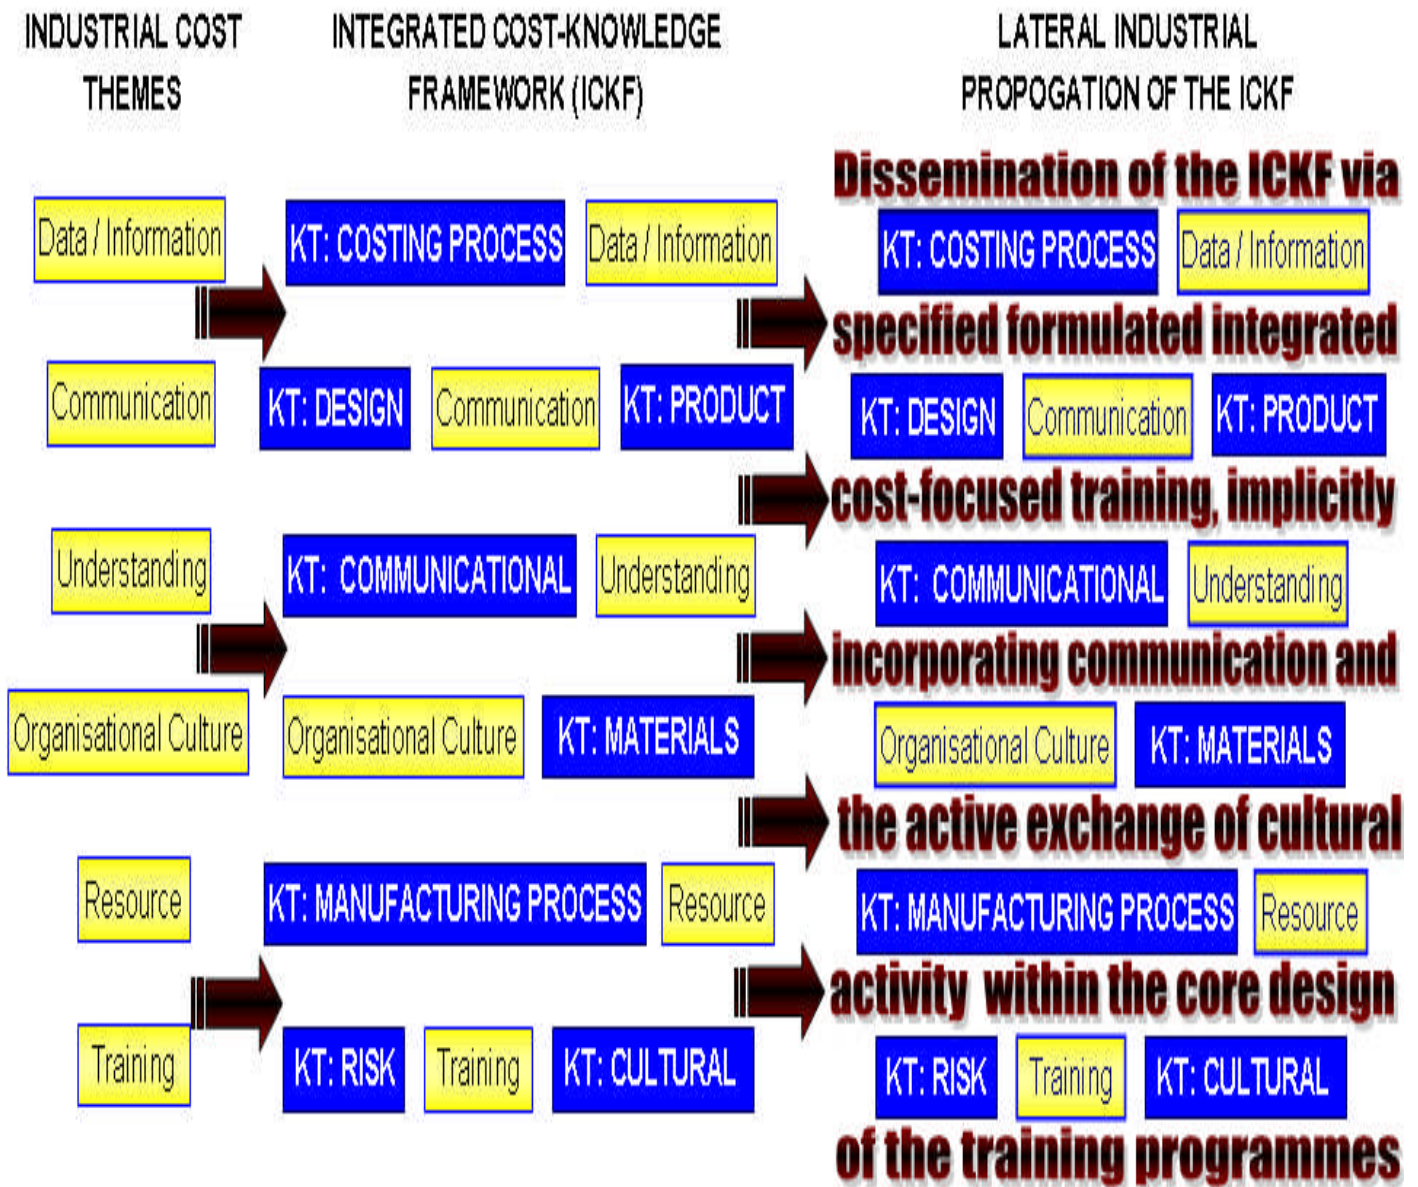 INDUSTRIAL COST
THEMES
INTEGRATED COST-KNOWLEDGE
FRAMEWORK (ICKF)
LATERAL INDUSTRIAL
PROPOGATION OF THE ICKF
Dissemination of the ICKF via
Data / Information
KT: COSTING PROCESS
Data / Information
KT: COSTING PROCESS
Data / Information
specified formulated integrated
Communication
KT: DESIGN
Communication
KT: PRODUCT
KT: DESIGN
Communication
KT: PRODUCT
cost-focused training, implicitly
Understanding
KT: COMMUNICATIONAL
Understanding
KT: COMMUNICATIONAL
Understanding
incorporating communication and
Organisational Culture
Organisational Culture
KT: MATERIALS
Organisational Culture
KT: MATERIALS
the active exchange of cultural
Resource
KT: MANUFACTURING PROCESS
Resource
KT: MANUFACTURING PROCESS
Resource
activity within the core design
Training
KT: RISK
Training
KT: CULTURAL
KT: RISK
Training
KT: CULTURAL
of the training programmes